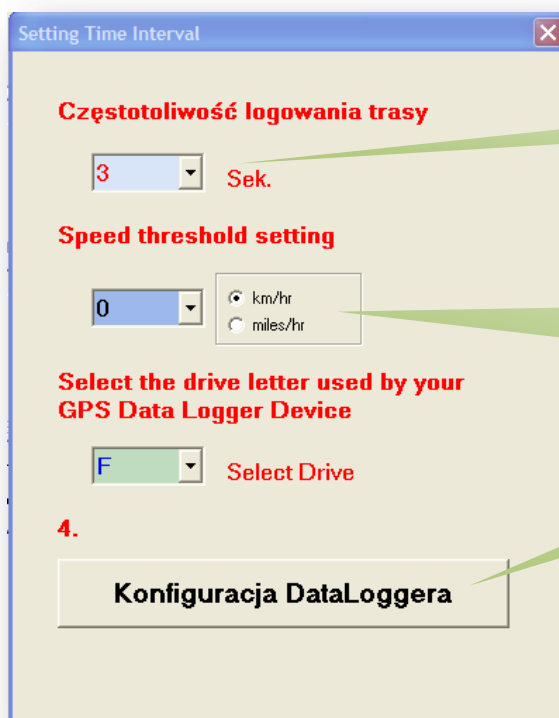 Setting Time Interval
Częstotoliwość logowania trasy
3
Sek.
Speed threshold setting
0
km/hr
miles/hr
Select the drive letter used by your
GPS Data Logger Device
F
Select Drive
4.
Konfiguracja DataLoggera